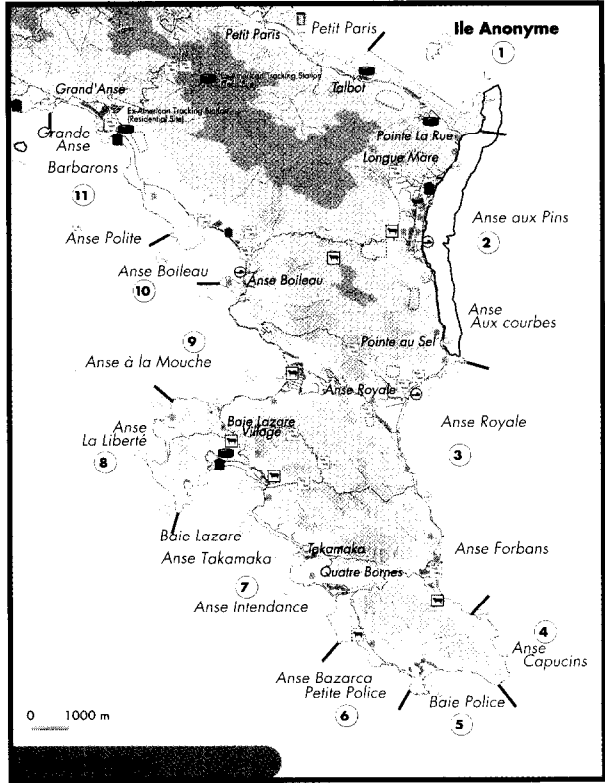 Petit Paris
Ile Anonyme
1
Petit Paris
Ex-American Tracking Station
Talbot
Grand'Anse
Ex-American Tracking Station
(Residential Site)
Pointe La Rue
Grande
Anse
Longue Mare
Barbarons
11
Anse aux Pins
2
Anse Polite
Anse Boileau
10
Anse Boileau
Anse
Aux courbes
9
Pointe au Sel
Anse à la Mouche
Anse Royale
Anse
La Liberté
8
Baie Lazare
Village
Anse Royale
3
Baie Lazare
Anse Takamaka
Takamaka
Anse Forbans
7
Quatre Bornes
Anse Intendance
4
Anse
Capucins
Anse Bazarca
Petite Police
6
Baie Police
5
0 1000 m